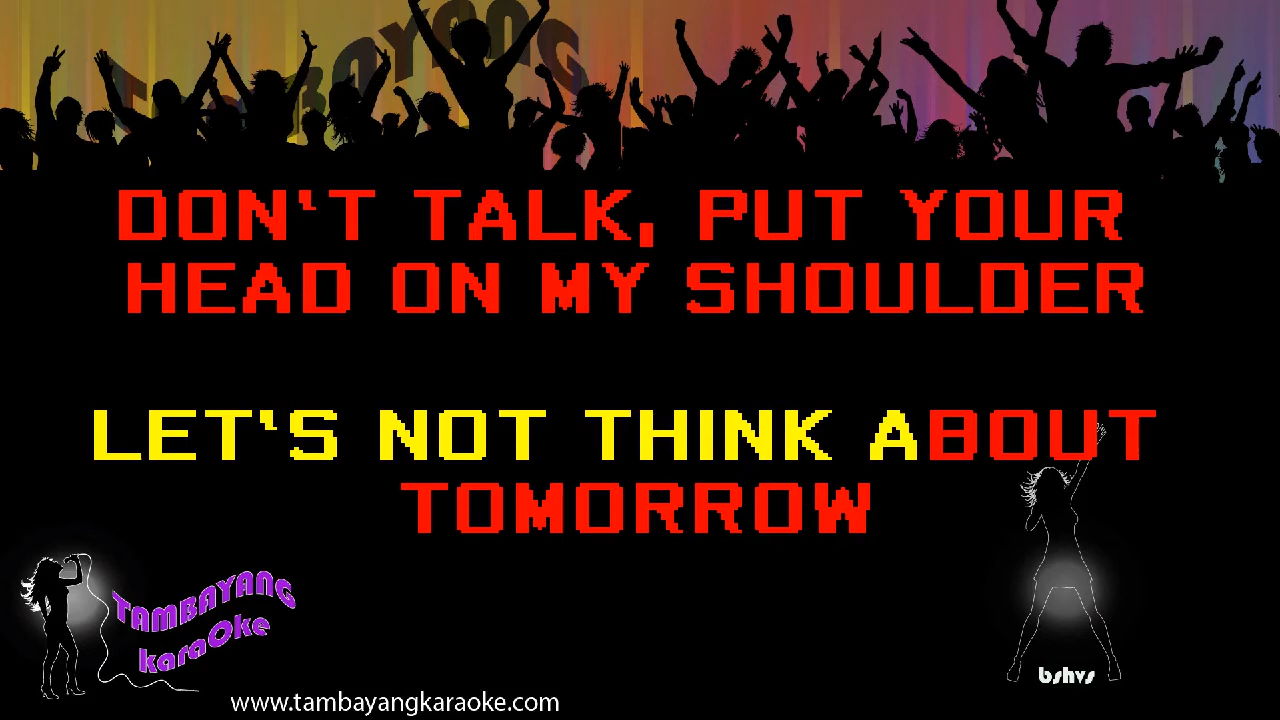 TAMBAYANG
DON'T TALK, PUT YOUR
HEAD ON MY SHOULDER
LET'S NOT THINK ABOUT
TOMORROW
TAMBAYANG
karaOke
bshvs
www.tambayangkaraoke.com